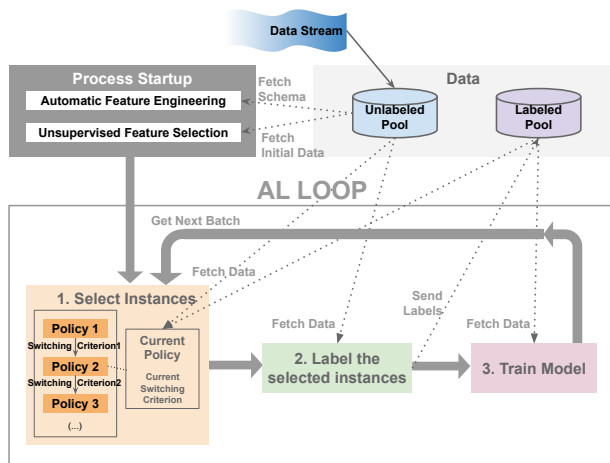 Data Stream
Process Startup
Automatic Feature Engineering
Unsupervised Feature Selection
Fetch
Schema
Fetch
Initial Data
Data
Unlabeled
Pool
Labeled
Pool
AL LOOP
Get Next Batch
Fetch Data
1. Select Instances
Policy 1
Switching Criterion1
Policy 2
Switching Criterion2
Policy 3
(...)
Current
Policy
Current
Switching
Criterion
Fetch Data
2. Label the
selected instances
Send
Labels
Fetch Data
3. Train Model